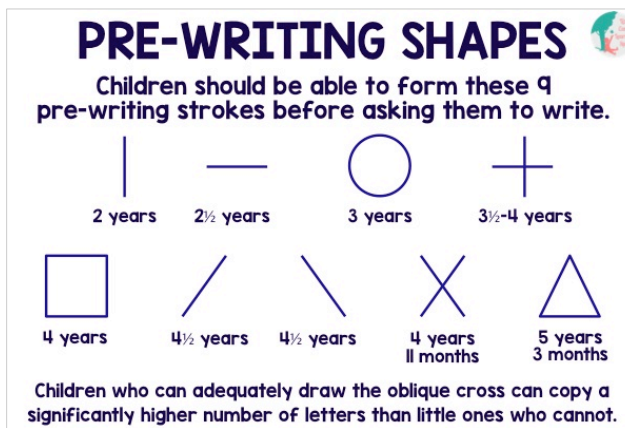 PRE-WRITING SHAPES
Children should be able to form these 9
pre-writing strokes before asking them to write.
2 years
2½ years
3 years
3½-4 years
4 years
4½ years
4½ years
4 years
11 months
5 years
3 months
Children who can adequately draw the oblique cross can copy a
significantly higher number of letters than little ones who cannot.